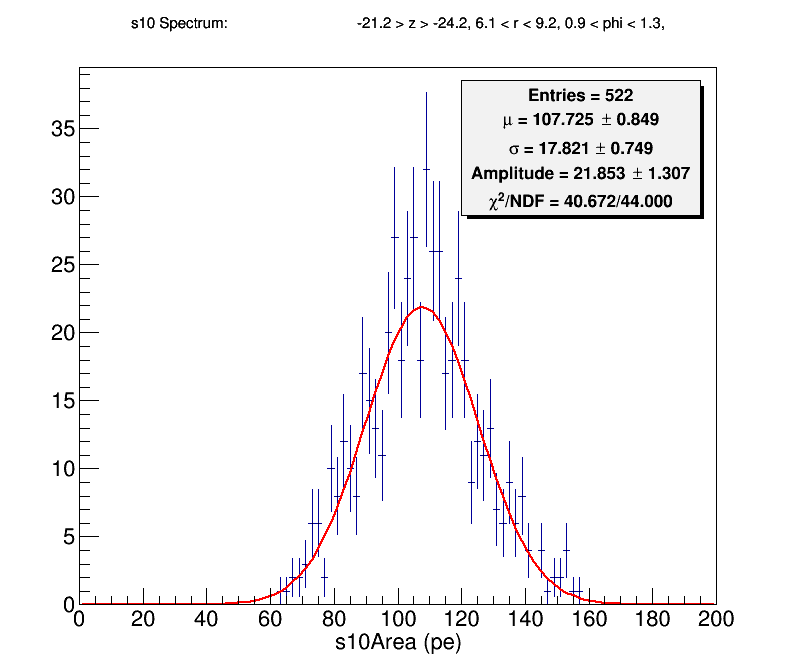 s10 Spectrum: -21.2 > z > -24.2, 6.1 < r < 9.2, 0.9 < phi < 1.3,
Entries = 522
μ = 107.725 ± 0.849
σ = 17.821 ± 0.749
Amplitude = 21.853 ± 1.307
χ²/NDF = 40.672/44.000
35
30
25
20
15
10
5
0
0 20 40 60 80 100 120 140 160 180 200
s10Area (pe)